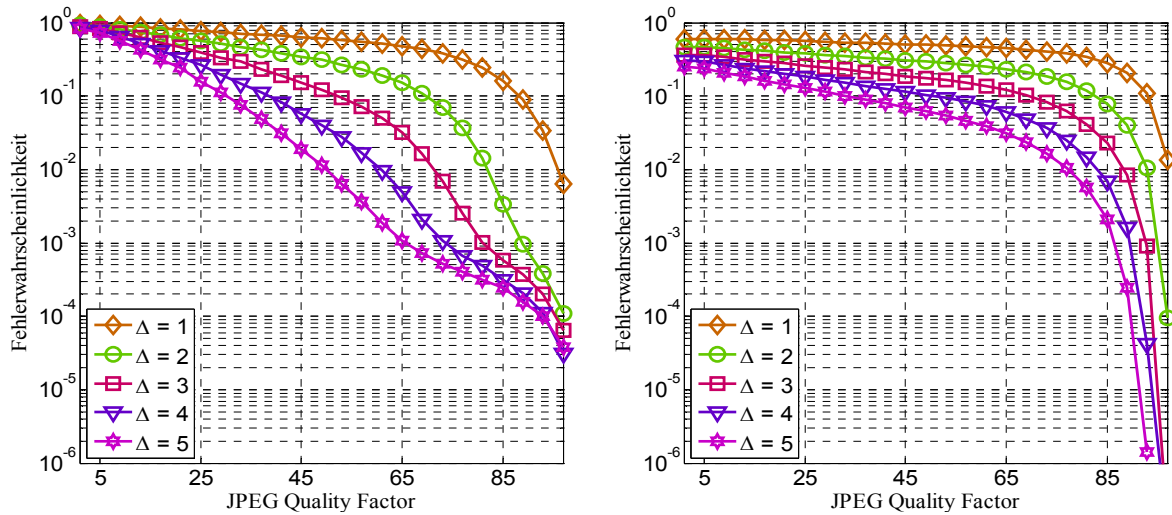 10^0
10^-1
10^-2
10^-3
10^-4
10^-5
10^-6
Fehlerwahrscheinlichkeit
Δ = 1
Δ = 2
Δ = 3
Δ = 4
Δ = 5
5 25 45 65 85
JPEG Quality Factor
10^0
10^-1
10^-2
10^-3
10^-4
10^-5
10^-6
Fehlerwahrscheinlichkeit
Δ = 1
Δ = 2
Δ = 3
Δ = 4
Δ = 5
5 25 45 65 85
JPEG Quality Factor